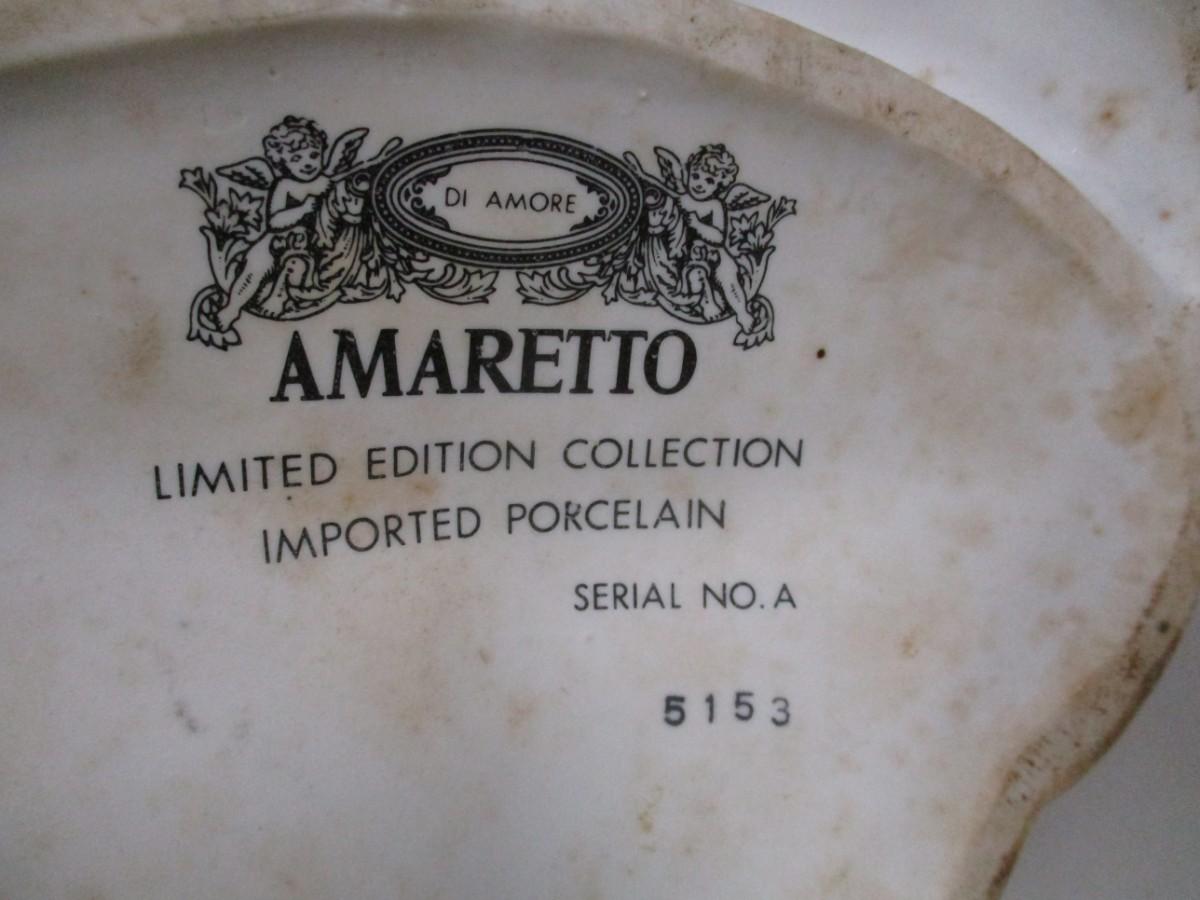 DI AMORE
AMARETTO
LIMITED EDITION COLLECTION
IMPORTED PORCELAIN
SERIAL NO. A
5153